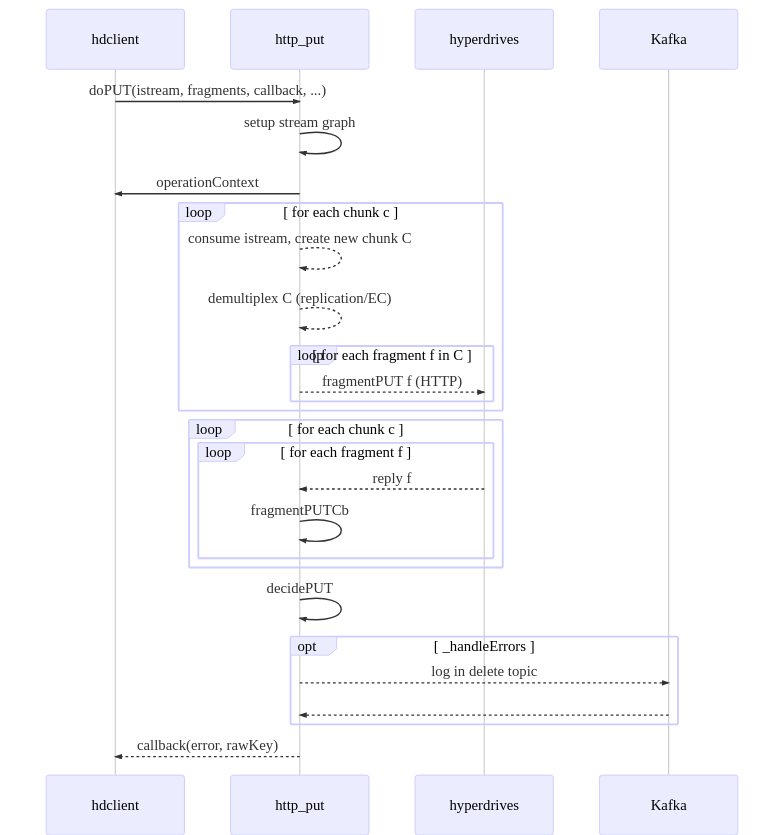 hdclient
http_put
hyperdrives
Kafka
doPUT(istream, fragments, callback, ...)
setup stream graph
operationContext
loop
[ for each chunk c ]
consume istream, create new chunk C
demultiplex C (replication/EC)
loop
[ for each fragment f in C ]
fragmentPUT f (HTTP)
loop
[ for each chunk c ]
loop
[ for each fragment f ]
reply f
fragmentPUTCb
decidePUT
opt
[ _handleErrors ]
log in delete topic
callback(error, rawKey)
hdclient
http_put
hyperdrives
Kafka